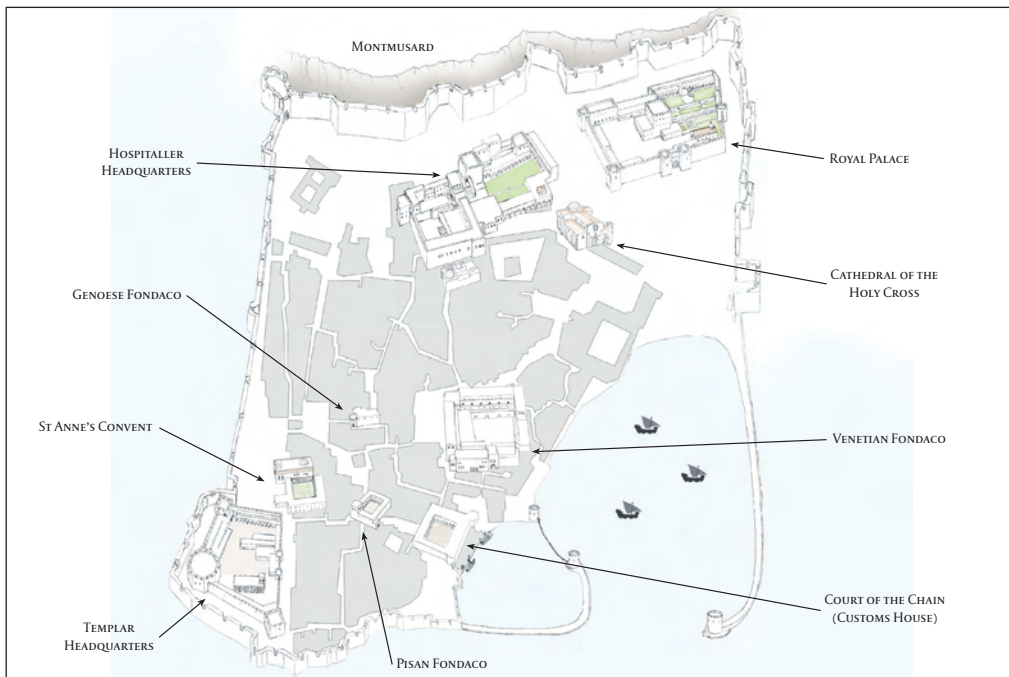 Montmusard
Hospitaller
Headquarters
Royal Palace
Cathedral of the
Holy Cross
Genoese Fondaco
St Anne's Convent
Venetian Fondaco
Court of the Chain
(Customs House)
Templar
Headquarters
Pisan Fondaco